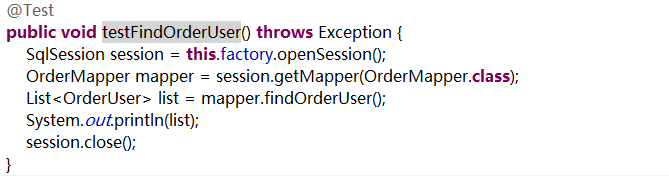 @Test
public void testFindOrderUser() throws Exception {
SqlSession session = this.factory.openSession();
OrderMapper mapper = session.getMapper(OrderMapper.class);
List<OrderUser> list = mapper.findOrderUser();
System.out.println(list);
session.close();
}